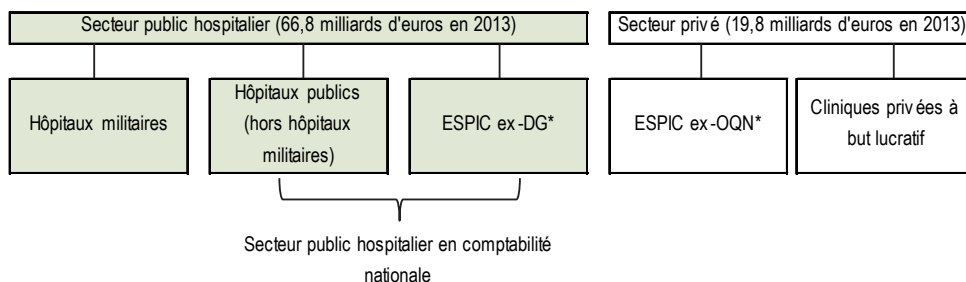 Secteur public hospitalier (66,8 milliards d'euros en 2013)
Secteur privé (19,8 milliards d'euros en 2013)
Hôpitaux militaires
Hôpitaux publics
(hors hôpitaux
militaires)
ESPIC ex-DG*
ESPIC ex-OQN*
Cliniques privées à
but lucratif
Secteur public hospitalier en comptabilité
nationale